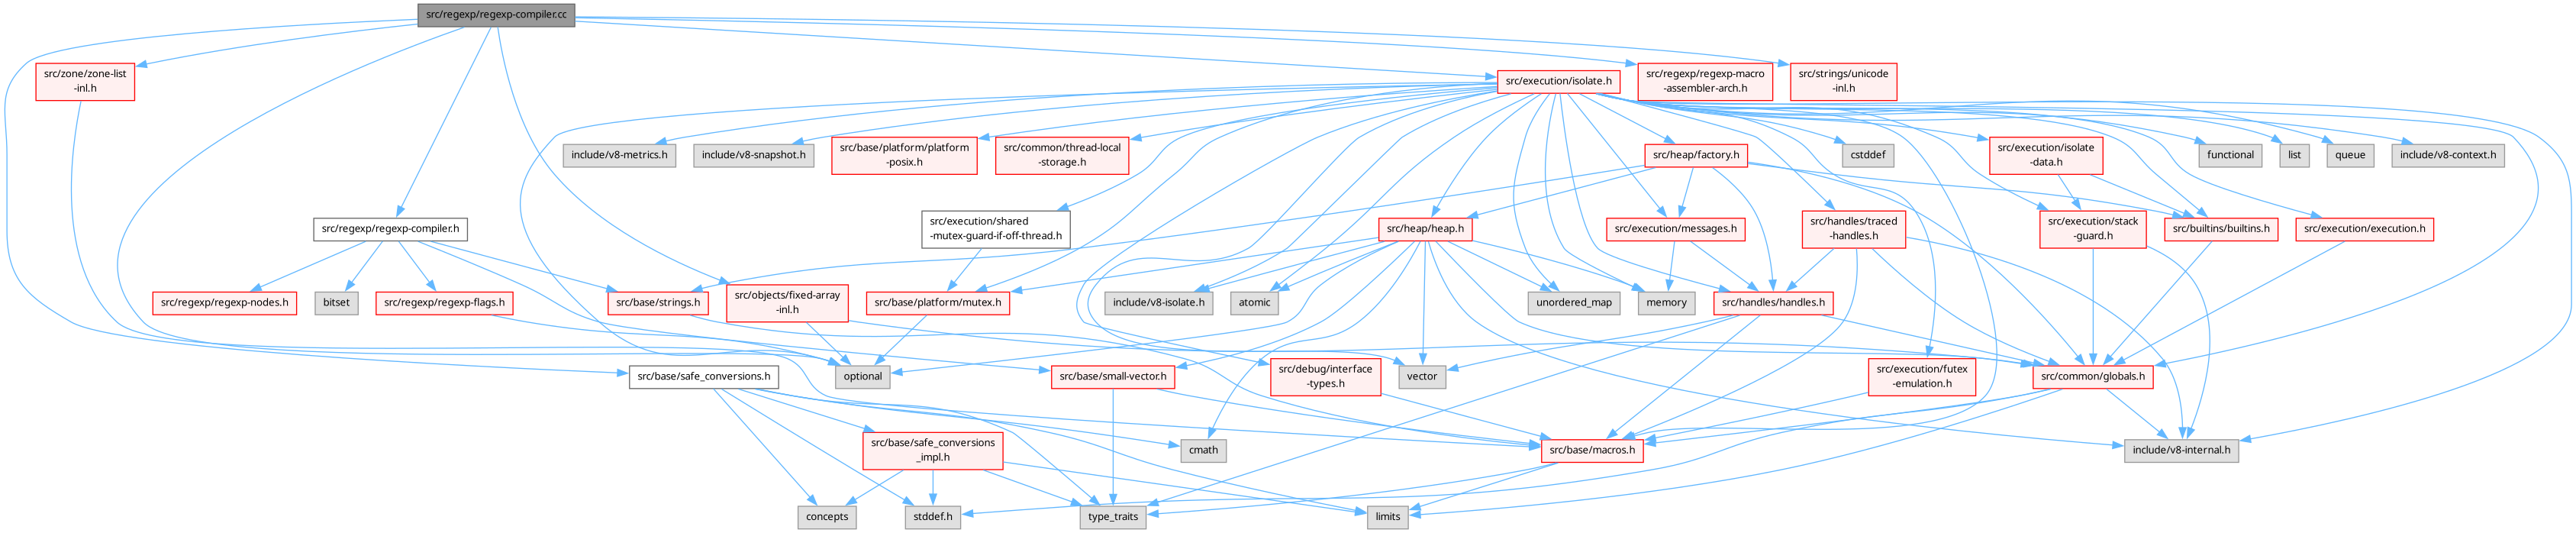 src/regexp/regexp-compiler.cc
src/zone/zone-list
-inl.h
src/execution/isolate.h
src/regexp/regexp-macro
-assembler-arch.h
src/strings/unicode
-inl.h
include/v8-metrics.h
include/v8-snapshot.h
src/base/platform/platform
-posix.h
src/common/thread-local
-storage.h
src/heap/factory.h
cstddef
src/execution/isolate
-data.h
functional
list
queue
include/v8-context.h
src/regexp/regexp-compiler.h
src/execution/shared
-mutex-guard-if-off-thread.h
src/heap/heap.h
src/execution/messages.h
src/handles/traced
-handles.h
src/execution/stack
-guard.h
src/builtins/builtins.h
src/execution/execution.h
src/regexp/regexp-nodes.h
bitset
src/regexp/regexp-flags.h
src/base/strings.h
src/objects/fixed-array
-inl.h
src/base/platform/mutex.h
include/v8-isolate.h
atomic
unordered_map
memory
src/handles/handles.h
src/base/safe_conversions.h
optional
src/base/small-vector.h
src/debug/interface
-types.h
vector
src/execution/futex
-emulation.h
src/common/globals.h
src/base/safe_conversions
_impl.h
cmath
src/base/macros.h
include/v8-internal.h
concepts
stddef.h
type_traits
limits